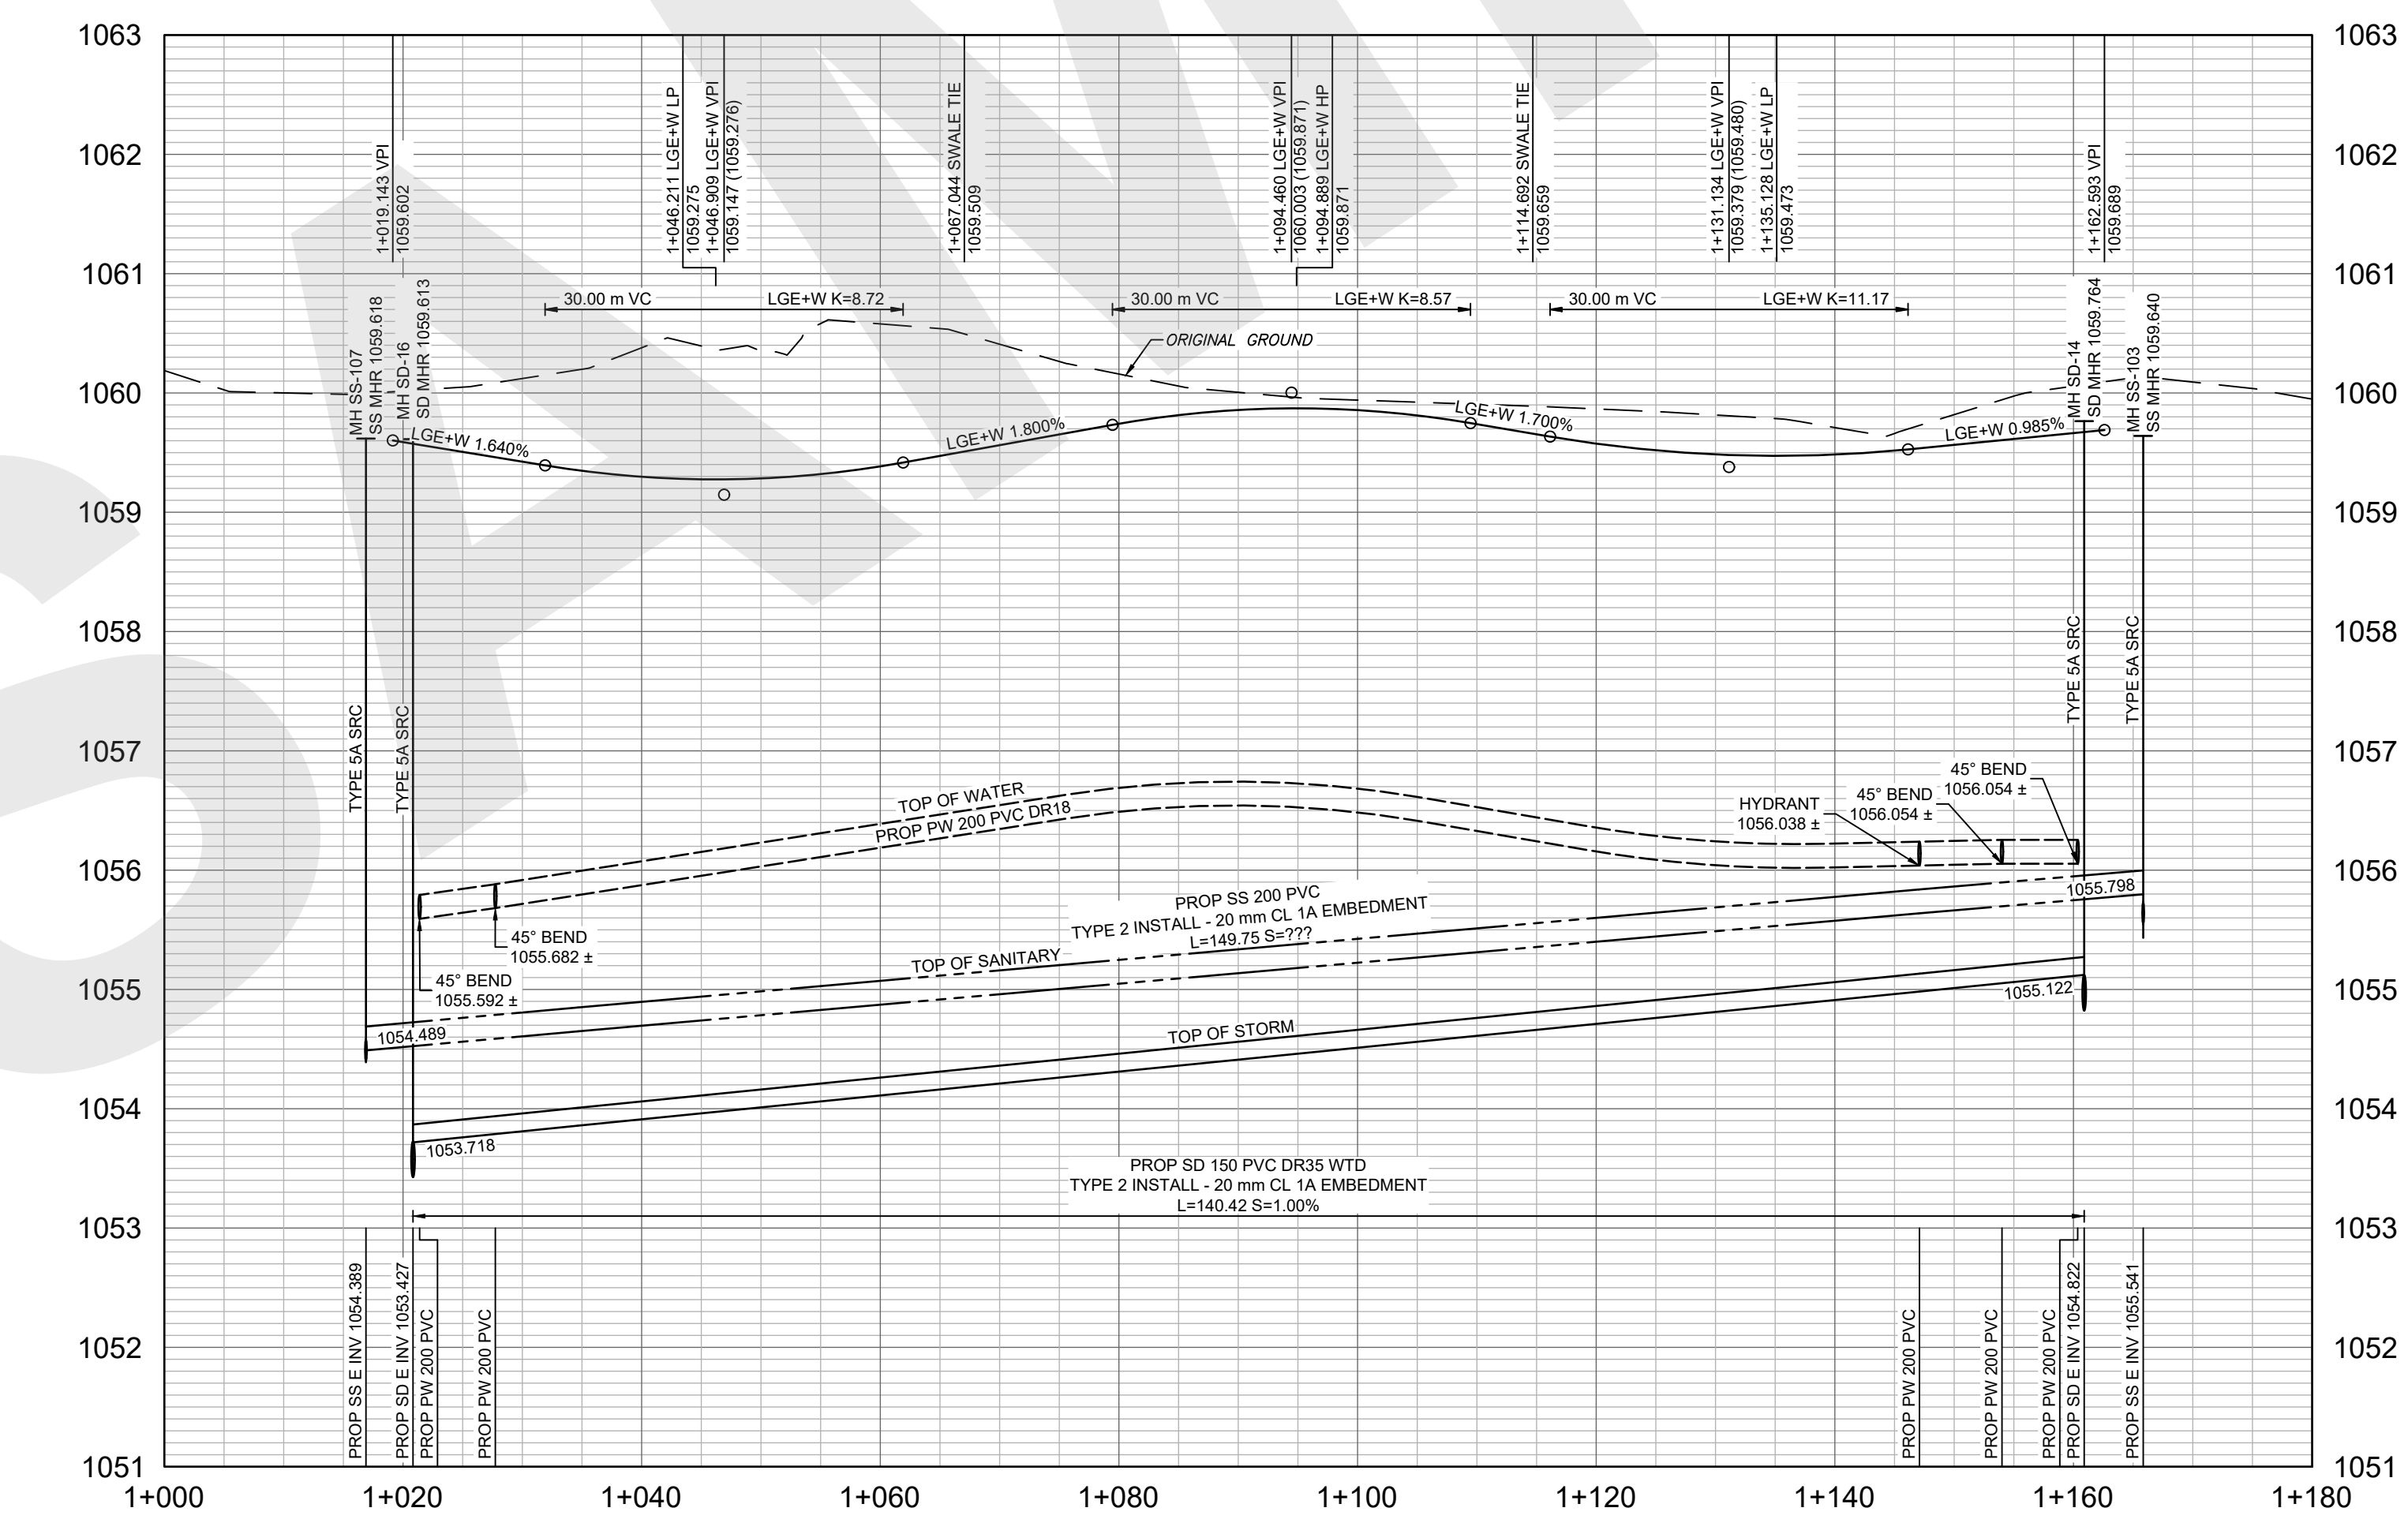 SAM
1063
1062
1061
1060
1059
1058
1057
1056
1055
1054
1053
1052
1051
1063
1062
1061
1060
1059
1058
1057
1056
1055
1054
1053
1052
1051
1+019.143 VPI
1059.602
1+046.211 LGE+W LP
1059.275
1+046.909 LGE+W VPI
1059.147 (1059.276)
1+067.044 SWALE TIE
1059.509
1+094.460 LGE+W VPI
1060.003 (1059.871)
1+094.889 LGE+W HP
1059.871
1+114.692 SWALE TIE
1059.659
1+131.134 LGE+W VPI
1059.379 (1059.480)
1+135.128 LGE+W LP
1059.473
1+162.593 VPI
1059.689
MH SS-107
SS MHR 1059.618
MH SD-16
SD MHR 1059.613
30.00 m VC
LGE+W K=8.72
30.00 m VC
LGE+W K=8.57
30.00 m VC
LGE+W K=11.17
MH SD-14
SD MHR 1059.764
MH SS-103
SS MHR 1059.640
ORIGINAL GROUND
LGE+W 1.640%
LGE+W 1.800%
LGE+W 1.700%
LGE+W 0.985%
TYPE 5A SRC
TYPE 5A SRC
TYPE 5A SRC
TYPE 5A SRC
TOP OF WATER
PROP PW 200 PVC DR18
HYDRANT
1056.038 ±
45° BEND
1056.054 ±
45° BEND
1056.054 ±
45° BEND
1055.682 ±
45° BEND
1055.592 ±
PROP SS 200 PVC
TYPE 2 INSTALL - 20 mm CL 1A EMBEDMENT
L=149.75 S=???
TOP OF SANITARY
1055.798
1054.489
TOP OF STORM
1055.122
1053.718
PROP SD 150 PVC DR35 WTD
TYPE 2 INSTALL - 20 mm CL 1A EMBEDMENT
L=140.42 S=1.00%
PROP SS E INV 1054.389
PROP SD E INV 1053.427
PROP PW 200 PVC
PROP PW 200 PVC
PROP PW 200 PVC
PROP PW 200 PVC
PROP PW 200 PVC
PROP SD E INV 1054.822
PROP SS E INV 1055.541
1+000
1+020
1+040
1+060
1+080
1+100
1+120
1+140
1+160
1+180